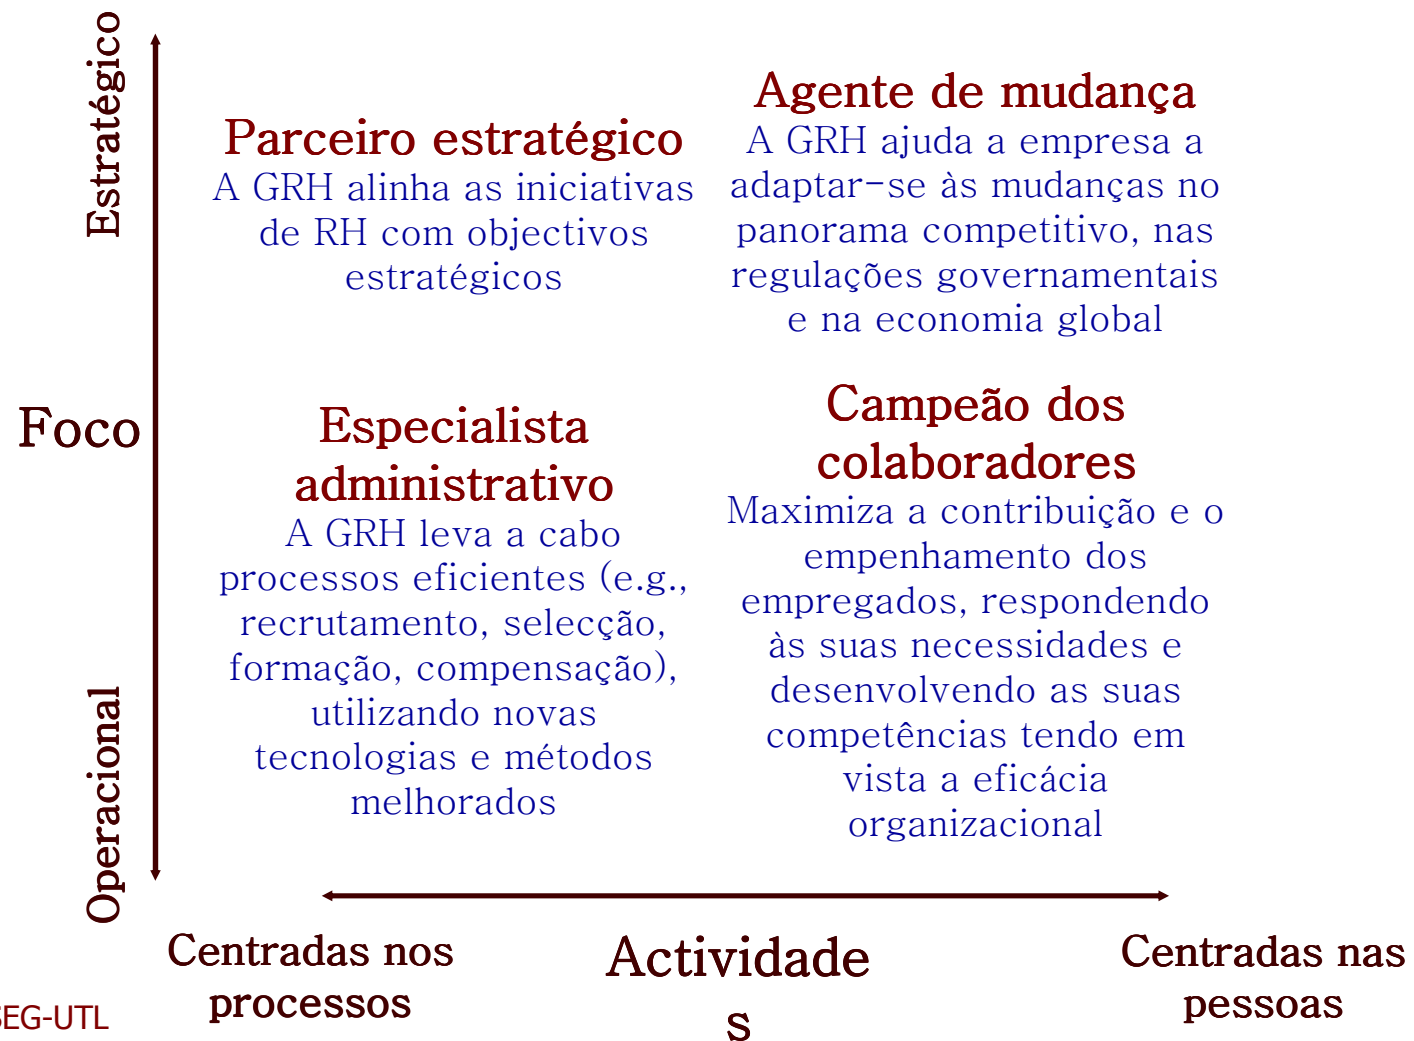 Estratégico
Parceiro estratégico
A GRH alinha as iniciativas
de RH com objectivos
estratégicos
Agente de mudança
A GRH ajuda a empresa a
adaptar-se às mudanças no
panorama competitivo, nas
regulações governamentais
e na economia global
Foco
Especialista
administrativo
A GRH leva a cabo
processos eficientes (e.g.,
recrutamento, selecção,
formação, compensação),
utilizando novas
tecnologias e métodos
melhorados
Campeão dos
colaboradores
Maximiza a contribuição e o
empenhamento dos
empregados, respondendo
às suas necessidades e
desenvolvendo as suas
competências tendo em
vista a eficácia
organizacional
Operacional
Centradas nos
processos
Actividade
s
Centradas nas
pessoas
SEG-UTL